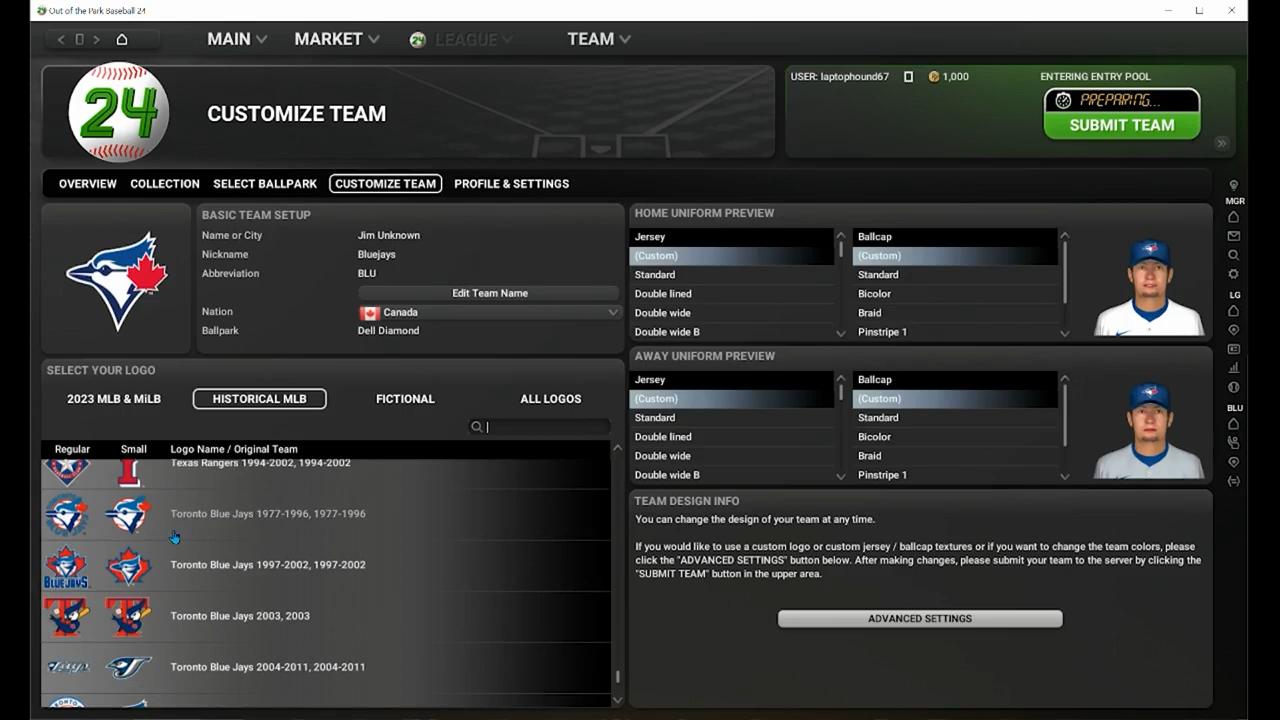 Out of the Park Baseball 24
MAIN
MARKET
24
LEAGUE
TEAM
24
CUSTOMIZE TEAM
USER: laptophound67
1,000
ENTERING ENTRY POOL
PREPARING...
SUBMIT TEAM
OVERVIEW
COLLECTION
SELECT BALLPARK
CUSTOMIZE TEAM
PROFILE & SETTINGS
MGR
LG
BLU
BASIC TEAM SETUP
Name or City Jim Unknown
Nickname Bluejays
Abbreviation BLU
Edit Team Name
Nation Canada
Ballpark Dell Diamond
HOME UNIFORM PREVIEW
Jersey Ballcap
(Custom) (Custom)
Standard Standard
Double lined Bicolor
Double wide Braid
Double wide B Pinstripe 1
AWAY UNIFORM PREVIEW
Jersey Ballcap
(Custom) (Custom)
Standard Standard
Double lined Bicolor
Double wide Braid
Double wide B Pinstripe 1
SELECT YOUR LOGO
2023 MLB & MiLB
HISTORICAL MLB
FICTIONAL
ALL LOGOS
Regular Small Logo Name / Original Team
Texas Rangers 1994-2002, 1994-2002
Toronto Blue Jays 1977-1996, 1977-1996
BLUEJAYS
Toronto Blue Jays 1997-2002, 1997-2002
Toronto Blue Jays 2003, 2003
Toronto Blue Jays 2004-2011, 2004-2011
TEAM DESIGN INFO
You can change the design of your team at any time.
If you would like to use a custom logo or custom jersey / ballcap textures or if you want to change the team colors, please
click the "ADVANCED SETTINGS" button below. After making changes, please submit your team to the server by clicking the
"SUBMIT TEAM" button in the upper area.
ADVANCED SETTINGS